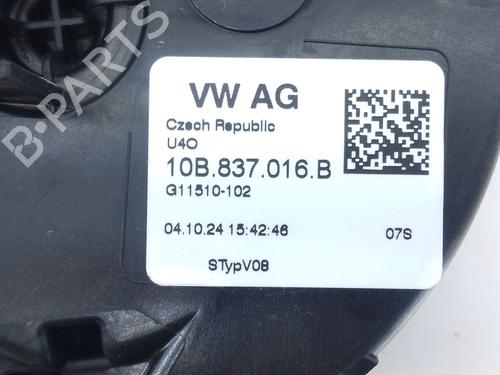 B-PARTS
VW AG
Czech Republic
U4O
10B.837.016.B
G11510-102
04.10.24 15:42:46
07S
STypV08